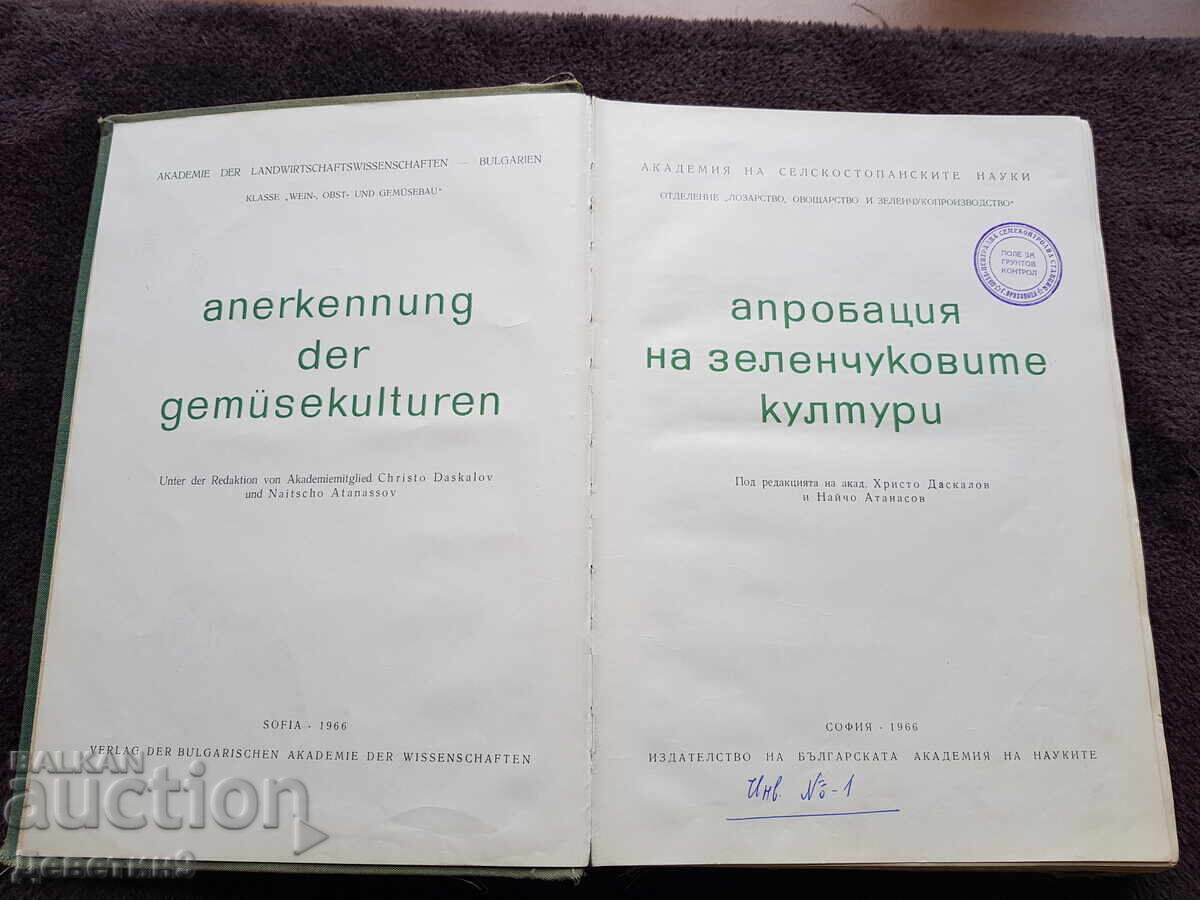 AKADEMIE DER LANDWIRTSCHAFTSWISSENSCHAFTEN — BULGARIEN
KLASSE „WEIN-, OBST- UND GEMÜSEBAU“
anerkennung
der
gemüsekulturen
Unter der Redaktion von Akademiemitglied Christo Daskalov
und Naitscho Atanassov
SOFIA - 1966
VERLAG DER BULGARISCHEN AKADEMIE DER WISSENSCHAFTEN
АКАДЕМИЯ НА СЕЛСКОСТОПАНСКИТЕ НАУКИ
ОТДЕЛЕНИЕ „ЛОЗАРСТВО, ОВОЩАРСТВО И ЗЕЛЕНЧУКОПРОИЗВОДСТВО“
ПОЛЕ ЗА
ГРУНТОВ
КОНТРОЛ
апробация
на зеленчуковите
култури
Под редакцията на акад. Христо Даскалов
и Найчо Атанасов
СОФИЯ - 1966
ИЗДАТЕЛСТВО НА БЪЛГАРСКАТА АКАДЕМИЯ НА НАУКИТЕ
Инв. № - 1
BALKAN
auction
Деветин9